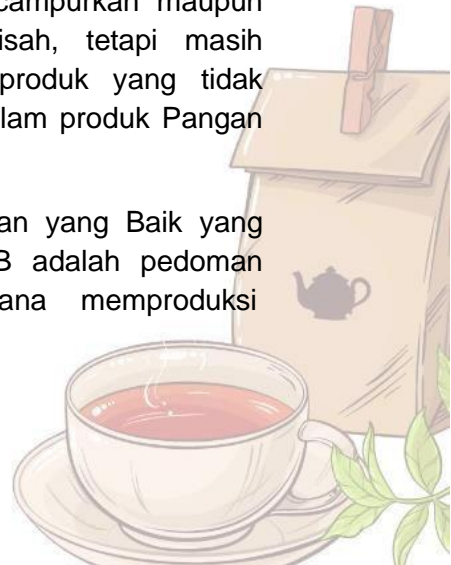 campurkan maupun
isah, tetapi masih
produk yang tidak
lam produk Pangan
an yang Baik yang
B adalah pedoman
ana memproduksi